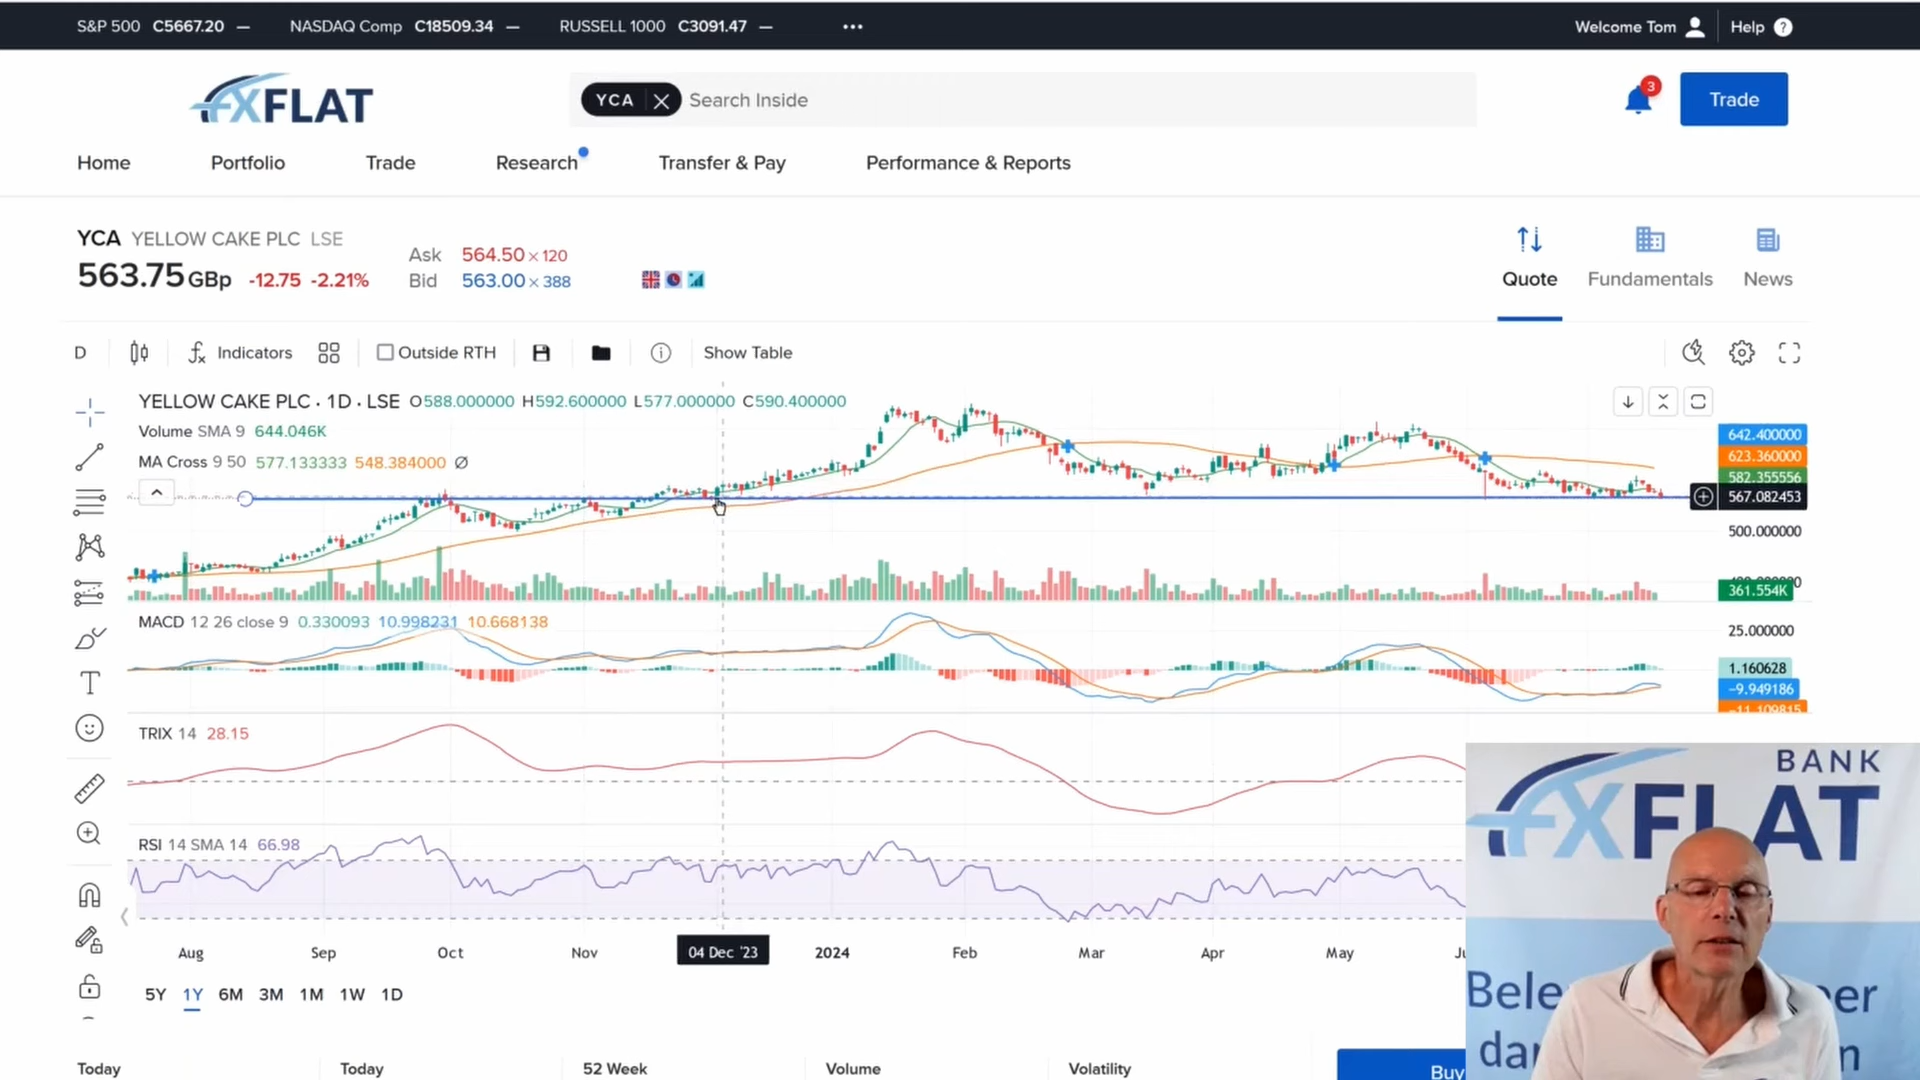 S&P 500 C5667.20 — NASDAQ Comp C18509.34 — RUSSELL 1000 C3091.47 — ••• Welcome Tom Help ?
FXFLAT YCA Search Inside 3 Trade
Home Portfolio Trade Research Transfer & Pay Performance & Reports
YCA YELLOW CAKE PLC LSE
563.75 GBp -12.75 -2.21%
Ask 564.50 × 120
Bid 563.00 × 388
Quote Fundamentals News
D Indicators Outside RTH Show Table
YELLOW CAKE PLC · 1D · LSE O588.000000 H592.600000 L577.000000 C590.400000
Volume SMA 9 644.046K
MA Cross 9 50 577.133333 548.384000 Ø
642.400000
623.360000
582.355556
567.082453
500.000000
361.554K
MACD 12 26 close 9 0.330093 10.998231 10.668138
25.000000
1.160628
−9.949186
−11.109815
TRIX 14 28.15
RSI 14 SMA 14 66.98
Aug Sep Oct Nov 04 Dec '23 2024 Feb Mar Apr May
5Y 1Y 6M 3M 1M 1W 1D
Today Today 52 Week Volume Volatility
Buy
BANK
FXFLAT